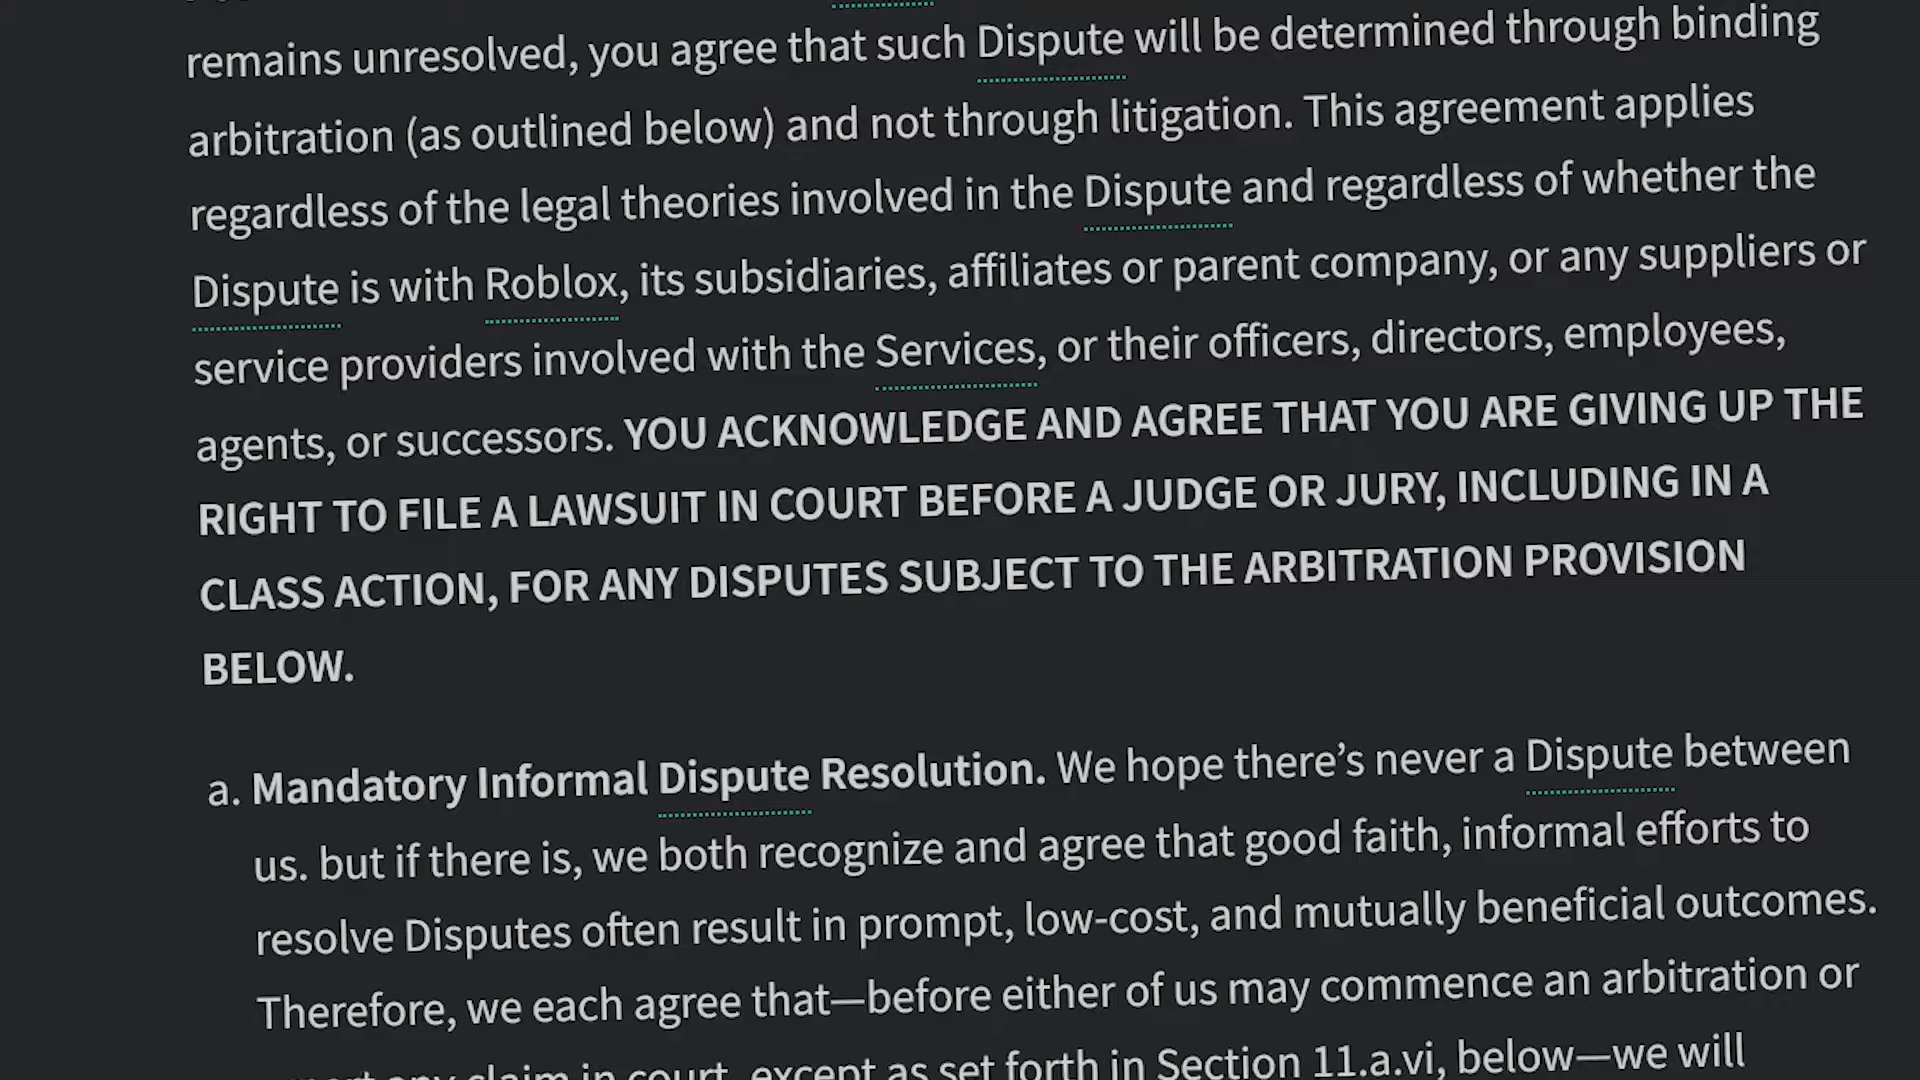 remains unresolved, you agree that such Dispute will be determined through binding
arbitration (as outlined below) and not through litigation. This agreement applies
regardless of the legal theories involved in the Dispute and regardless of whether the
Dispute is with Roblox, its subsidiaries, affiliates or parent company, or any suppliers or
service providers involved with the Services, or their officers, directors, employees,
agents, or successors. YOU ACKNOWLEDGE AND AGREE THAT YOU ARE GIVING UP THE
RIGHT TO FILE A LAWSUIT IN COURT BEFORE A JUDGE OR JURY, INCLUDING IN A
CLASS ACTION, FOR ANY DISPUTES SUBJECT TO THE ARBITRATION PROVISION
BELOW.
a. Mandatory Informal Dispute Resolution. We hope there’s never a Dispute between
us. but if there is, we both recognize and agree that good faith, informal efforts to
resolve Disputes often result in prompt, low-cost, and mutually beneficial outcomes.
Therefore, we each agree that—before either of us may commence an arbitration or
any claim in court, except as set forth in Section 11.a.vi, below—we will